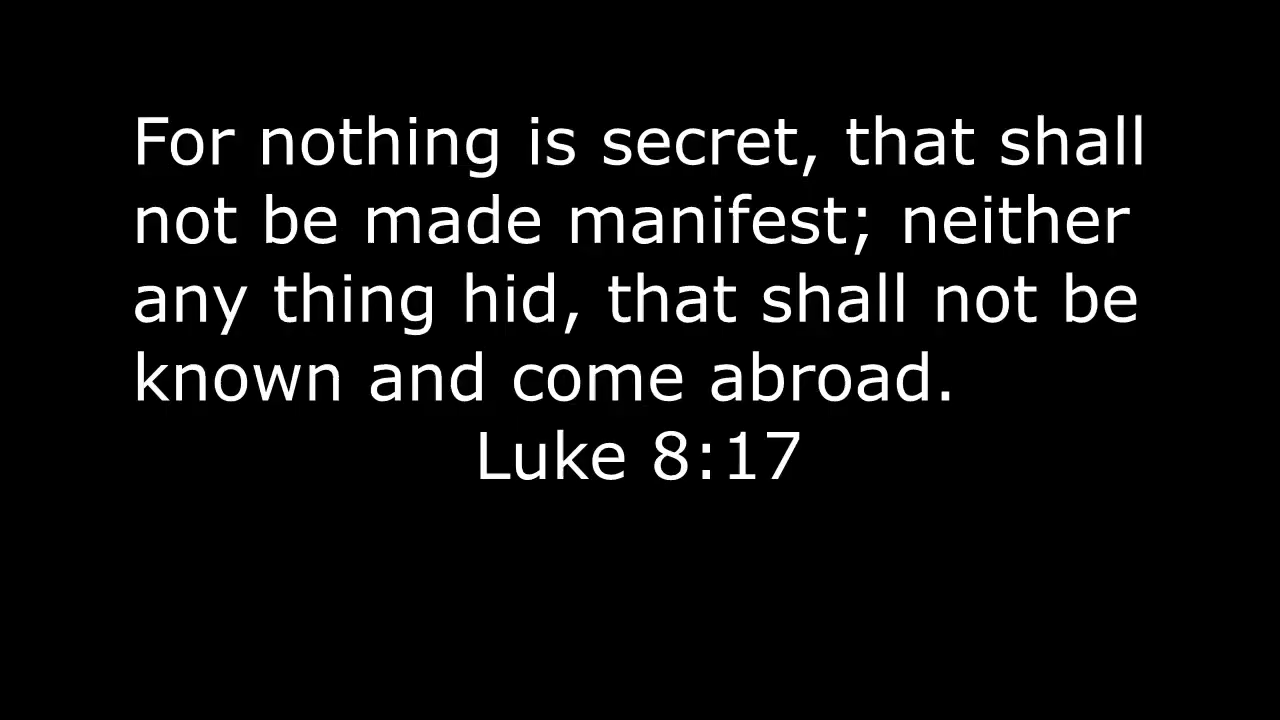 For nothing is secret, that shall
not be made manifest; neither
any thing hid, that shall not be
known and come abroad.
Luke 8:17